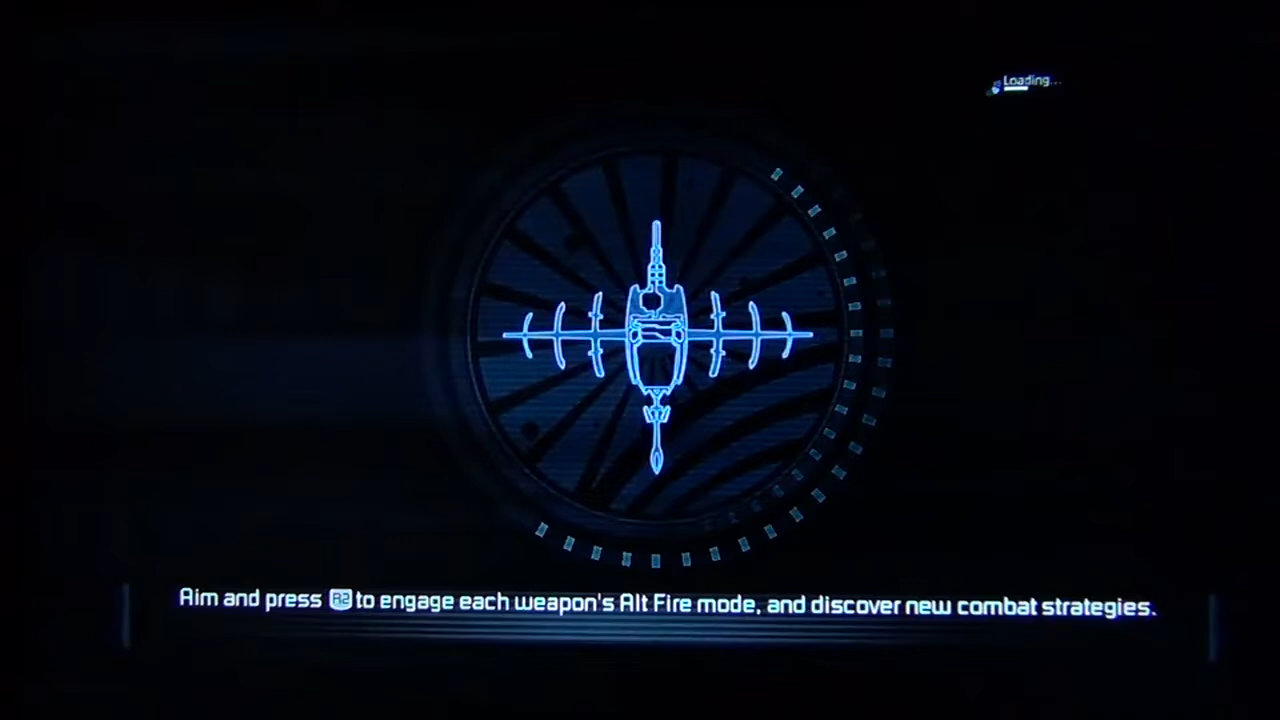 Loading...
Aim and press R2 to engage each weapon's Alt Fire mode, and discover new combat strategies.